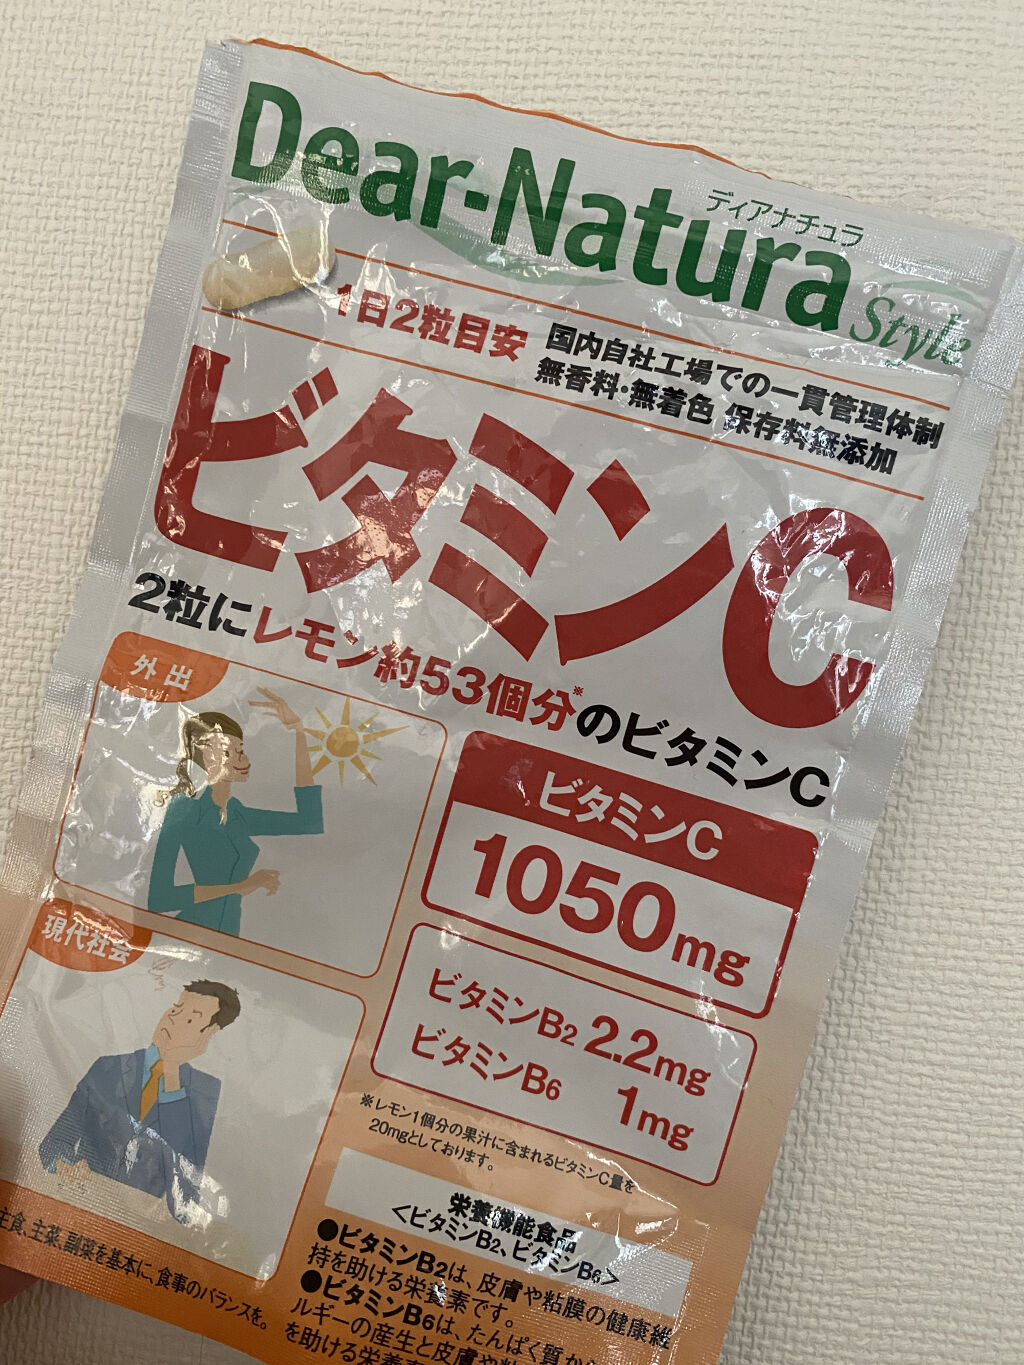 Dear-Natura
ディアナチュラ
Style
1日2粒目安
国内自社工場での一貫管理体制
無香料・無着色 保存料無添加
ビタミンC
2粒にレモン約53個分※のビタミンC
外出
ビタミンC
1050mg
現代社会
ビタミンB2 2.2mg
ビタミンB6 1mg
※レモン1個分の果汁に含まれるビタミンC量を
20mgとしております。
栄養機能食品
<ビタミンB2、ビタミンB6>
●ビタミンB2は、皮膚や粘膜の健康維
持を助ける栄養素です。
●ビタミンB6は、たんぱく質か
ルギーの産生と皮膚や粘
を助ける栄養素
主食、主菜、副菜を基本に、食事のバランスを。